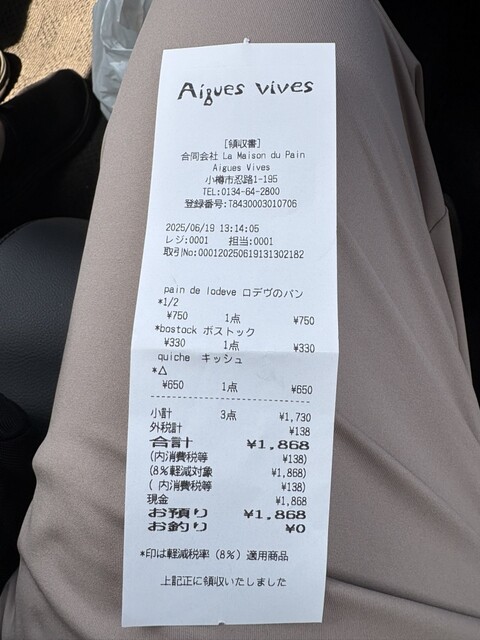 Aigues vives
[領収書]
合同会社 La Maison du Pain
Aigues Vives
小樽市忍路1-195
TEL:0134-64-2800
登録番号:T8430003010706
2025/06/19 13:14:05
レジ:0001 担当:0001
取引No:000120250619131302182
pain de lodeve ロデヴのパン
*1/2
¥750 1点 ¥750
*bostock ボストック
¥330 1点 ¥330
quiche キッシュ
*△
¥650 1点 ¥650
小計 3点 ¥1,730
外税計 ¥138
合計 ¥1,868
(内消費税等 ¥138)
(8%軽減対象 ¥1,868)
( 内消費税等 ¥138)
現金 ¥1,868
お預り ¥1,868
お釣り ¥0
*印は軽減税率(8%)適用商品
上記正に領収いたしました